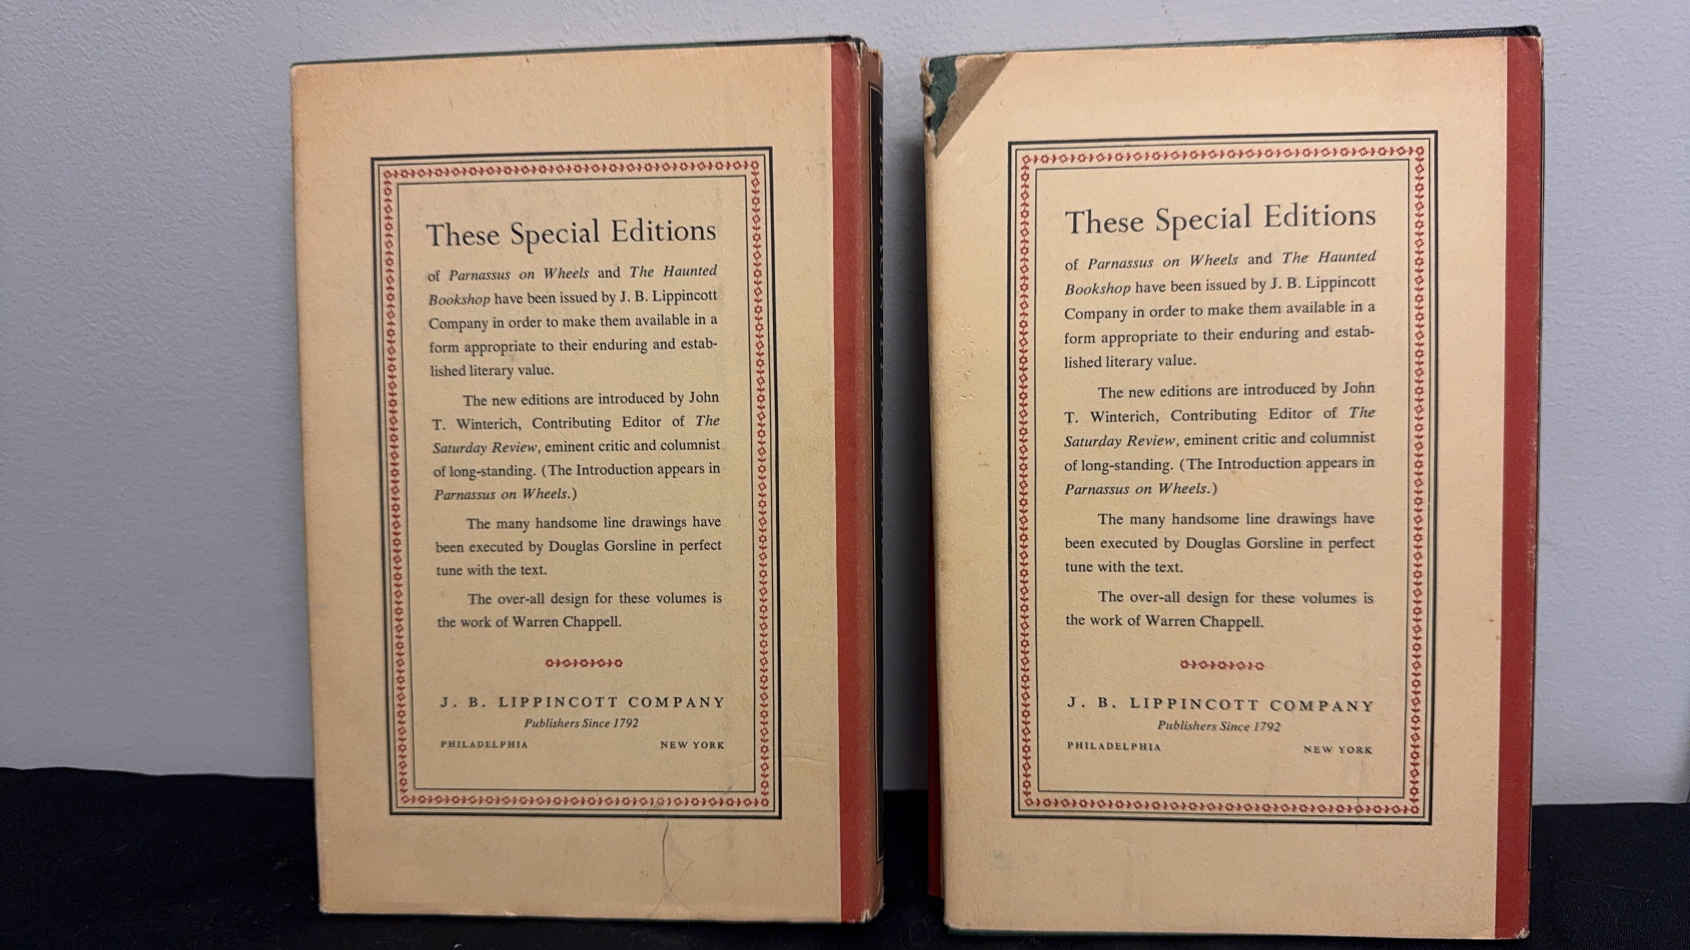 These Special Editions
of Parnassus on Wheels and The Haunted
Bookshop have been issued by J. B. Lippincott
Company in order to make them available in a
form appropriate to their enduring and estab-
lished literary value.
The new editions are introduced by John
T. Winterich, Contributing Editor of The
Saturday Review, eminent critic and columnist
of long-standing. (The Introduction appears in
Parnassus on Wheels.)
The many handsome line drawings have
been executed by Douglas Gorsline in perfect
tune with the text.
The over-all design for these volumes is
the work of Warren Chappell.
J. B. LIPPINCOTT COMPANY
Publishers Since 1792
PHILADELPHIA NEW YORK
These Special Editions
of Parnassus on Wheels and The Haunted
Bookshop have been issued by J. B. Lippincott
Company in order to make them available in a
form appropriate to their enduring and estab-
lished literary value.
The new editions are introduced by John
T. Winterich, Contributing Editor of The
Saturday Review, eminent critic and columnist
of long-standing. (The Introduction appears in
Parnassus on Wheels.)
The many handsome line drawings have
been executed by Douglas Gorsline in perfect
tune with the text.
The over-all design for these volumes is
the work of Warren Chappell.
J. B. LIPPINCOTT COMPANY
Publishers Since 1792
PHILADELPHIA NEW YORK